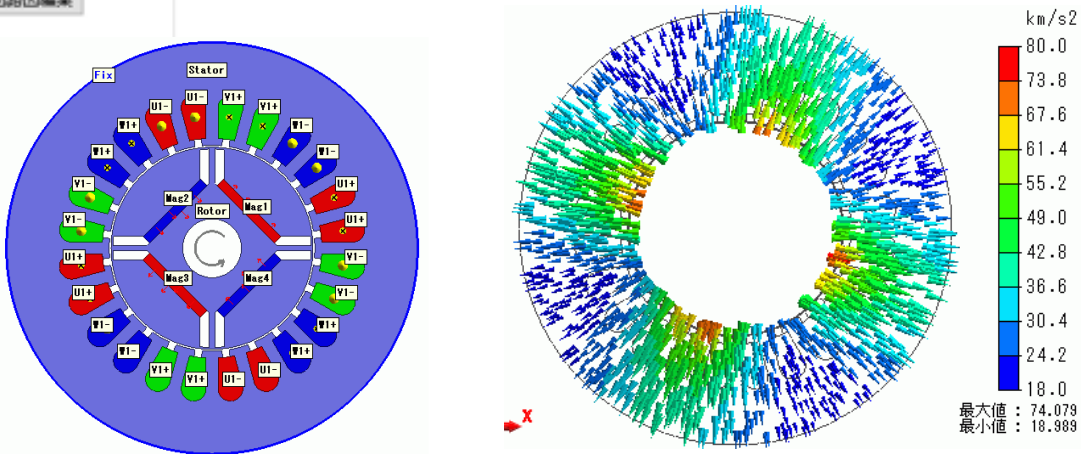 Fix
Stator
U1-
U1-
V1+
V1+
W1+
W1-
W1+
W1-
V1-
U1+
Mag2
Mag1
Rotor
V1-
U1+
U1+
V1-
Mag3
Mag4
U1+
V1-
W1-
W1+
W1-
W1+
V1+
U1-
V1+
U1-
X
km/s2
80.0
73.8
67.6
61.4
55.2
49.0
42.8
36.6
30.4
24.2
18.0
最大値 : 74.079
最小値 : 18.989